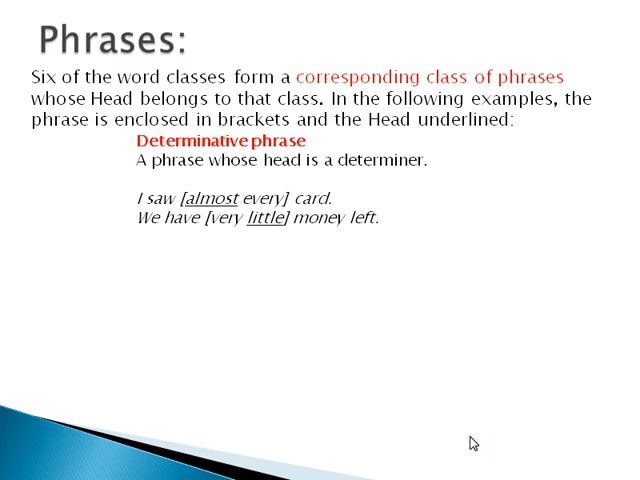 Phrases:
Six of the word classes form a corresponding class of phrases
whose Head belongs to that class. In the following examples, the
phrase is enclosed in brackets and the Head underlined:
Determinative phrase
A phrase whose head is a determiner.
I saw [almost every] card.
We have [very little] money left.